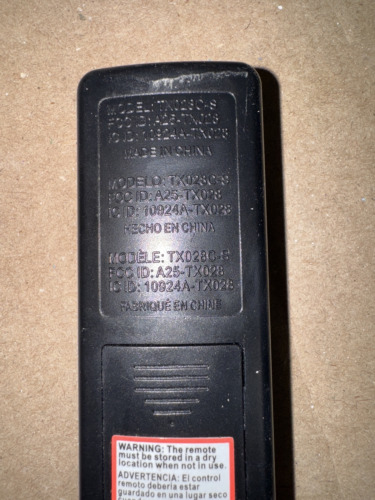 MODEL: TX028C-S
FCC ID: A25-TX028
IC ID: 10924A-TX028
MADE IN CHINA
MODELO: TX028C-S
FCC ID: A25-TX028
IC ID: 10924A-TX028
HECHO EN CHINA
MODÈLE: TX028C-S
FCC ID: A25-TX028
IC ID: 10924A-TX028
FABRIQUÉ EN CHINE
WARNING: The remote
must be stored in a dry
location when not in use.
ADVERTENCIA: El control
remoto debería estar
guardado en una lugar seco